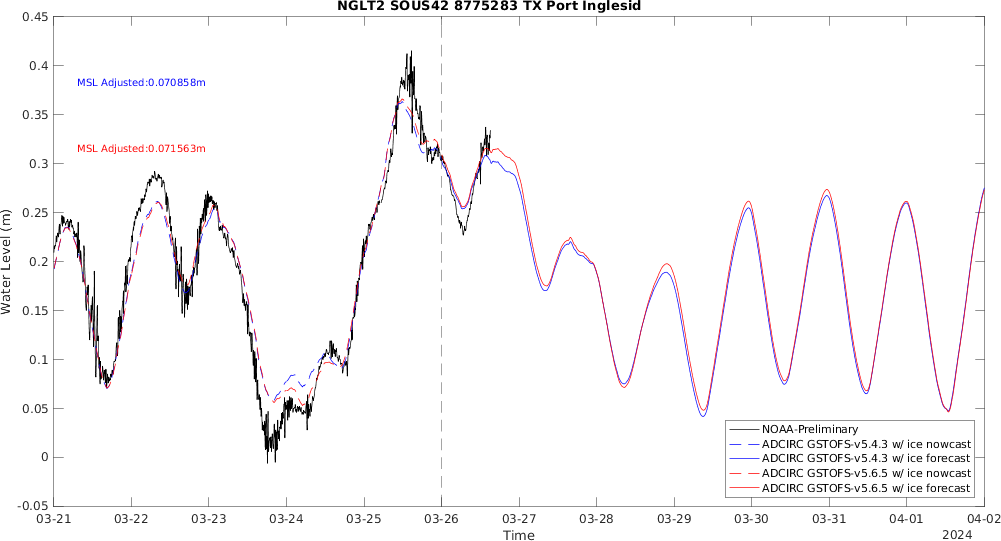 NGLT2 SOUS42 8775283 TX Port Inglesid
0.45
0.4
0.35
0.3
0.25
0.2
0.15
0.1
0.05
0
-0.05
Water Level (m)
MSL Adjusted:0.070858m
MSL Adjusted:0.071563m
NOAA-Preliminary
ADCIRC GSTOFS-v5.4.3 w/ ice nowcast
ADCIRC GSTOFS-v5.4.3 w/ ice forecast
ADCIRC GSTOFS-v5.6.5 w/ ice nowcast
ADCIRC GSTOFS-v5.6.5 w/ ice forecast
03-21 03-22 03-23 03-24 03-25 03-26 03-27 03-28 03-29 03-30 03-31 04-01 04-02
Time
2024